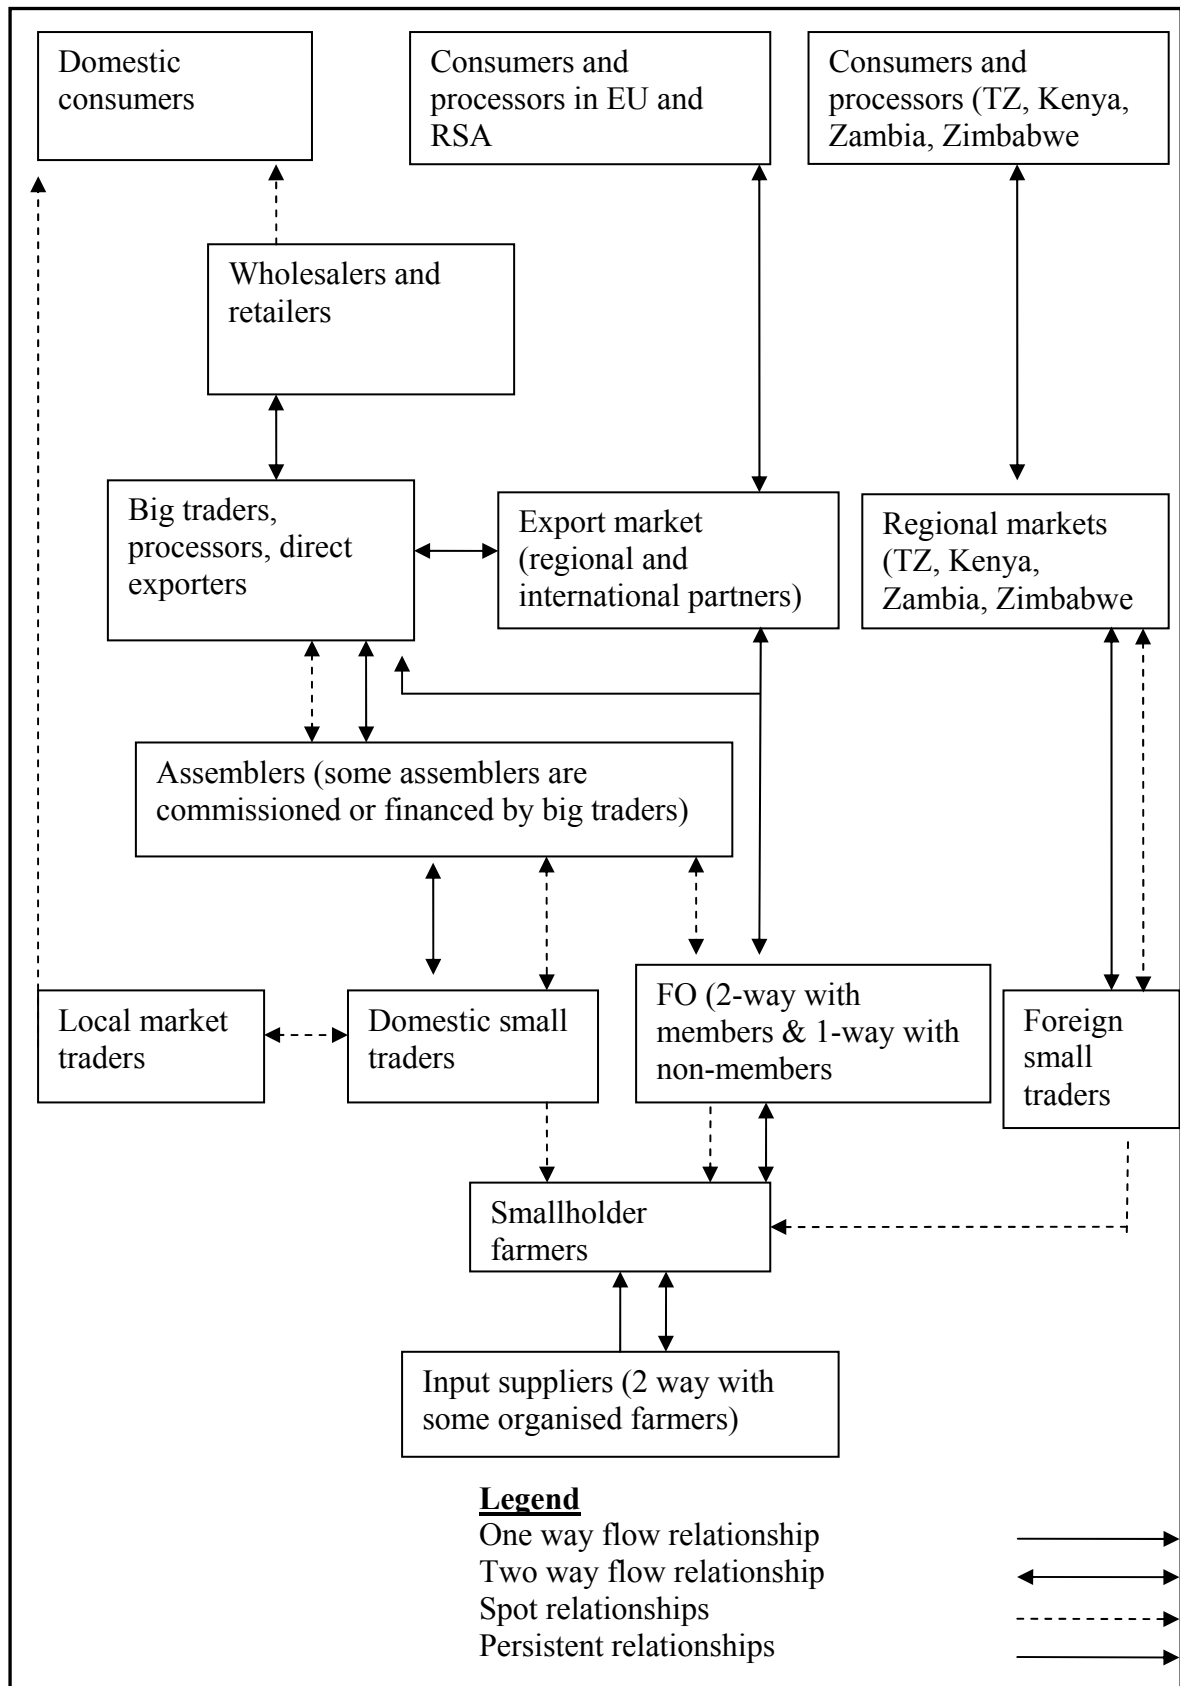 Domestic
consumers
Consumers and
processors in EU and
RSA
Consumers and
processors (TZ, Kenya,
Zambia, Zimbabwe
Wholesalers and
retailers
Big traders,
processors, direct
exporters
Export market
(regional and
international partners)
Regional markets
(TZ, Kenya,
Zambia, Zimbabwe
Assemblers (some assemblers are
commissioned or financed by big traders)
Local market
traders
Domestic small
traders
FO (2-way with
members & 1-way with
non-members
Foreign
small
traders
Smallholder
farmers
Input suppliers (2 way with
some organised farmers)
Legend
One way flow relationship
Two way flow relationship
Spot relationships
Persistent relationships